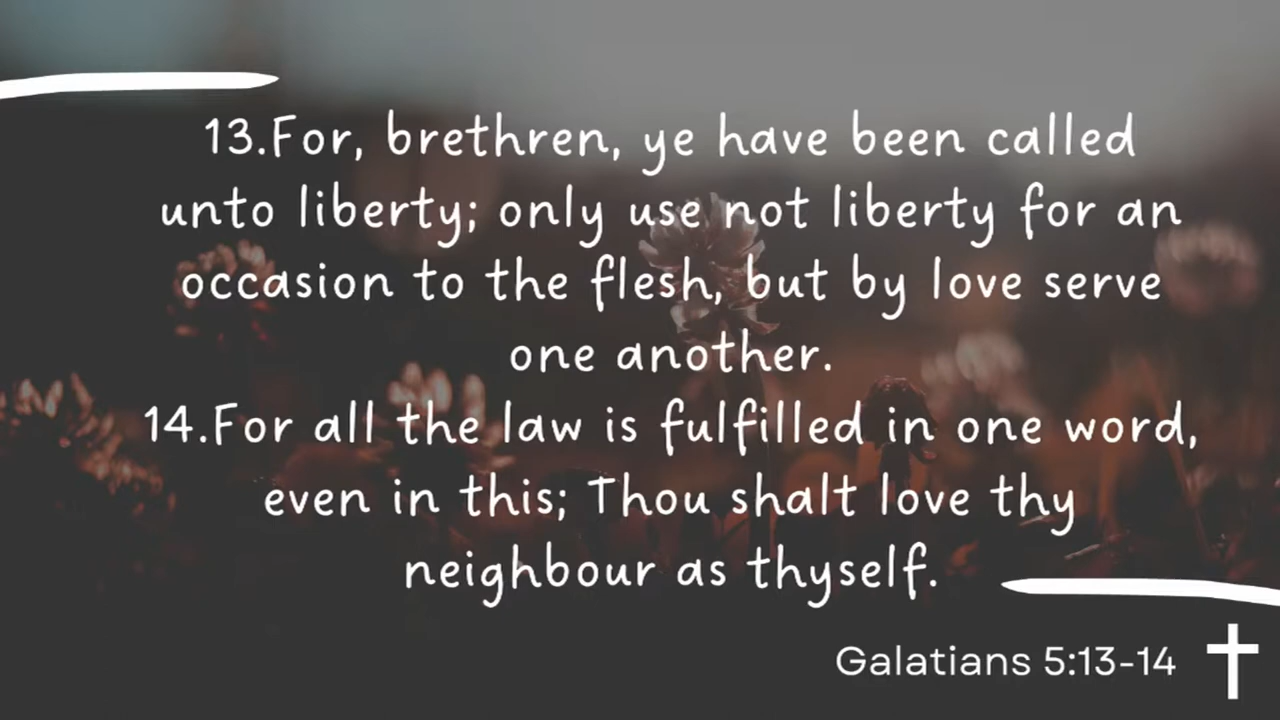 13.For, brethren, ye have been called
unto liberty; only use not liberty for an
occasion to the flesh, but by love serve
one another.
14.For all the law is fulfilled in one word,
even in this; Thou shalt love thy
neighbour as thyself.
Galatians 5:13-14